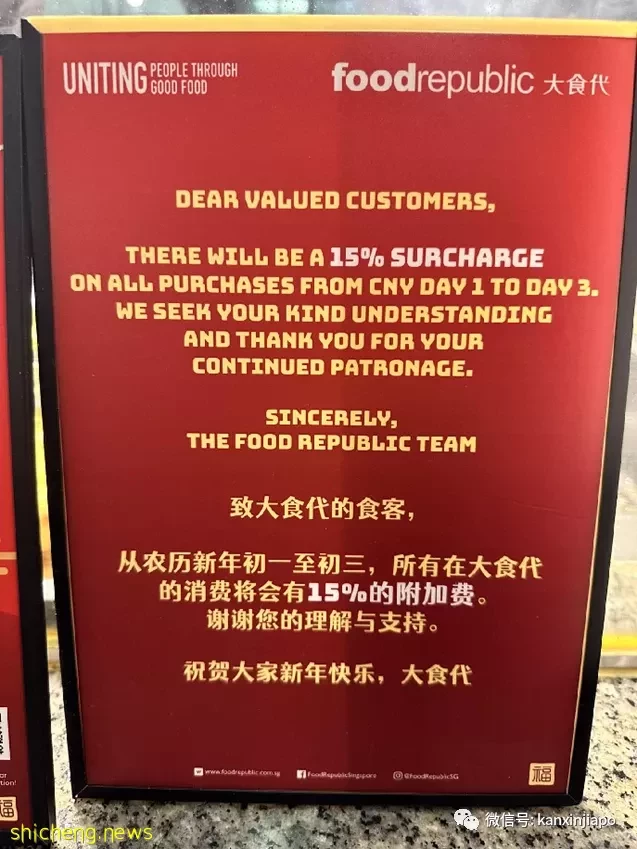 UNITING PEOPLE THROUGH
GOOD FOOD
foodrepublic 大食代
DEAR VALUED CUSTOMERS,
THERE WILL BE A 15% SURCHARGE
ON ALL PURCHASES FROM CNY DAY 1 TO DAY 3.
WE SEEK YOUR KIND UNDERSTANDING
AND THANK YOU FOR YOUR
CONTINUED PATRONAGE.
SINCERELY,
THE FOOD REPUBLIC TEAM
致大食代的食客，
从农历新年初一至初三，所有在大食代
的消费将会有15%的附加费。
谢谢您的理解与支持。
祝贺大家新年快乐，大食代
www.foodrepublic.com.sg FoodRepublicSingapore @FoodRepublicSG
福
福
微信号: kanxinjiapo
shicheng.news